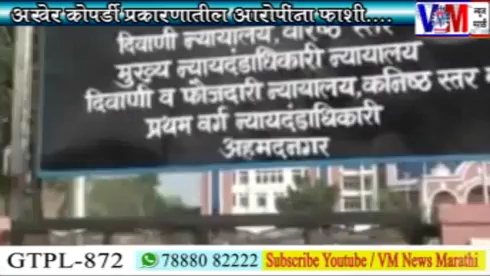 अखेर कोपर्डी प्रकरणातील आरोपींना फाशी....
VM न्यूज मराठी
दिवाणी न्यायालय, वरिष्ठ स्तर
मुख्य न्यायदंडाधिकारी न्यायालय
दिवाणी व फौजदारी न्यायालय, कनिष्ठ स्तर व
प्रथम वर्ग न्यायदंडाधिकारी
अहमदनगर
GTPL-872 78880 82222 Subscribe Youtube / VM News Marathi